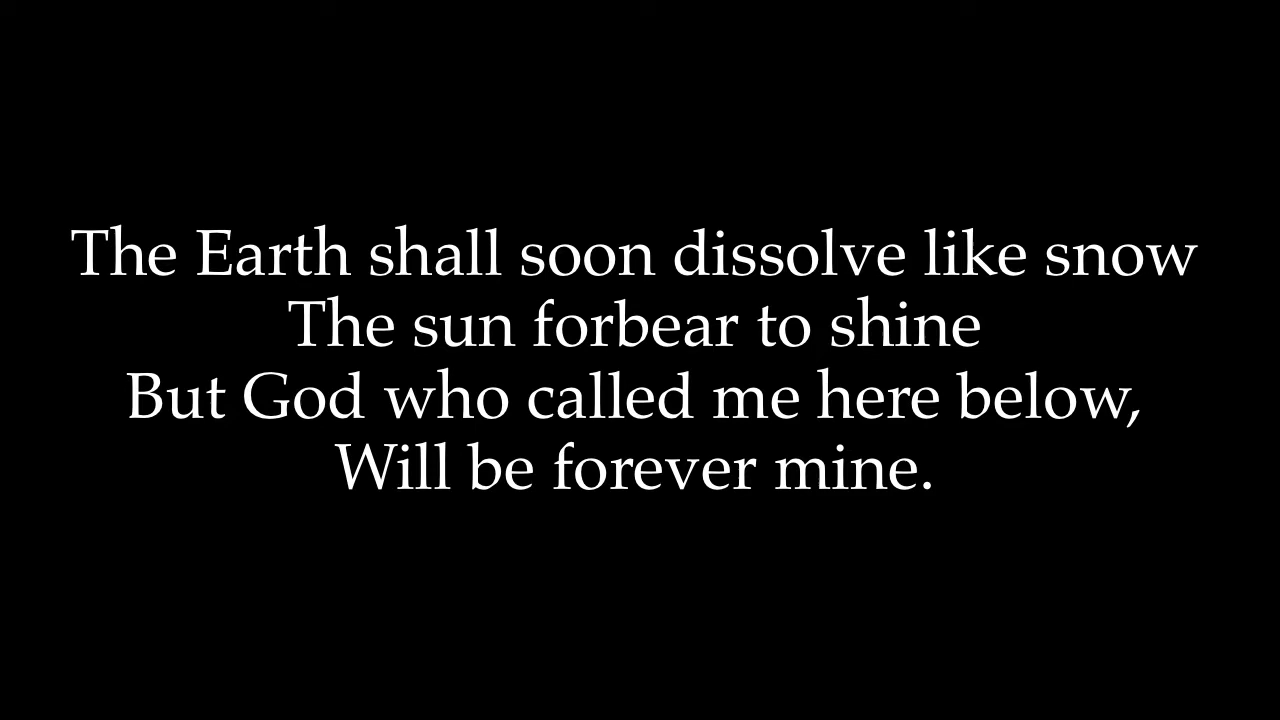 The Earth shall soon dissolve like snow
The sun forbear to shine
But God who called me here below,
Will be forever mine.